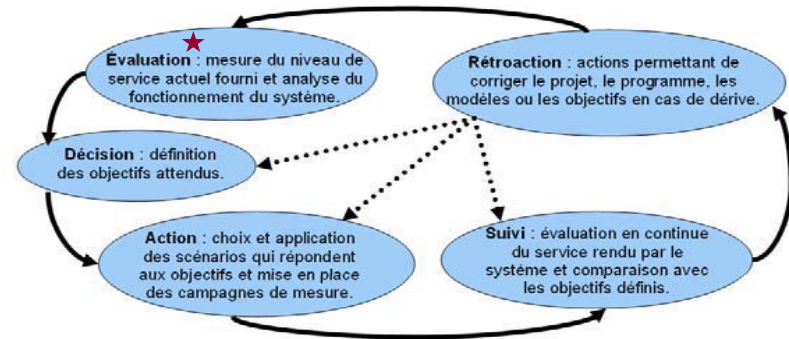 Évaluation : mesure du niveau de
service actuel fourni et analyse du
fonctionnement du système.
Rétroaction : actions permettant de
corriger le projet, le programme, les
modèles ou les objectifs en cas de dérive.
Décision : définition
des objectifs attendus.
Action : choix et application
des scénarios qui répondent
aux objectifs et mise en place
des campagnes de mesure.
Suivi : évaluation en continue
du service rendu par le
système et comparaison avec
les objectifs définis.